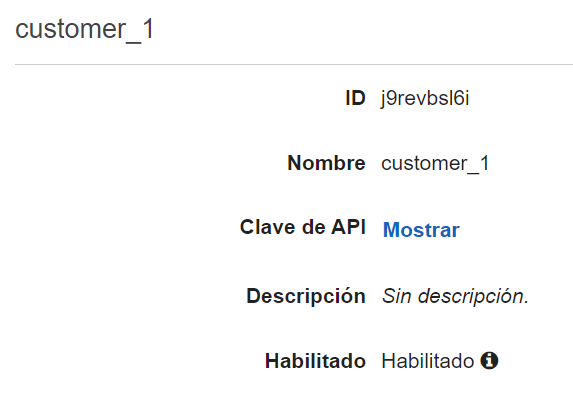 customer_1
ID j9revbsl6i
Nombre customer_1
Clave de API Mostrar
Descripción Sin descripción.
Habilitado Habilitado